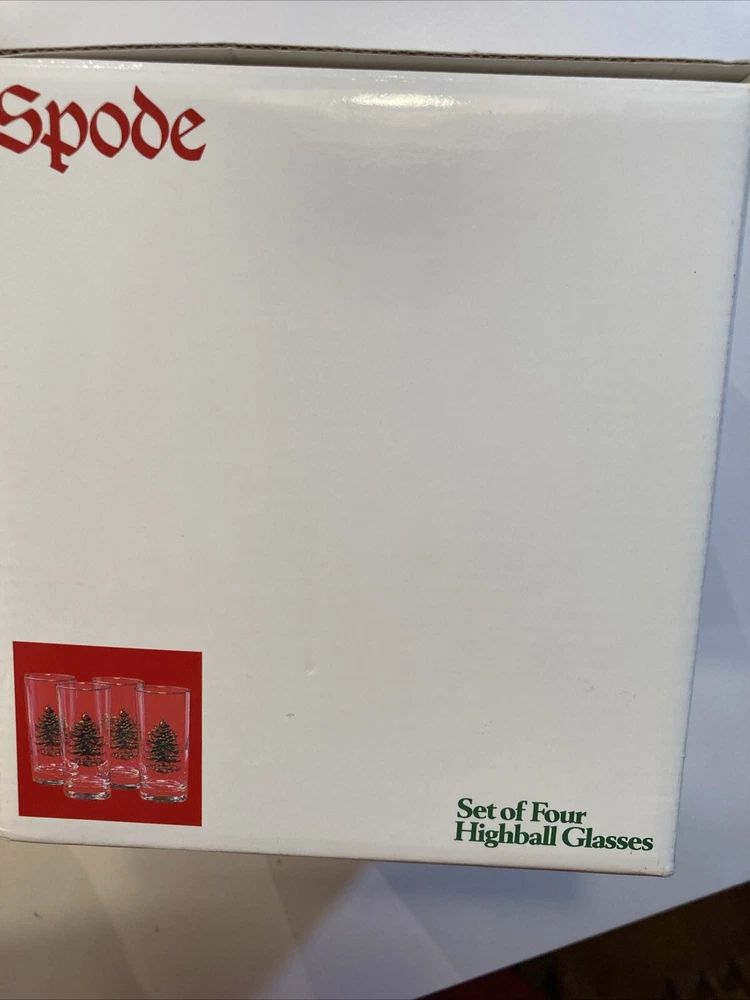 Spode
Set of Four
Highball Glasses